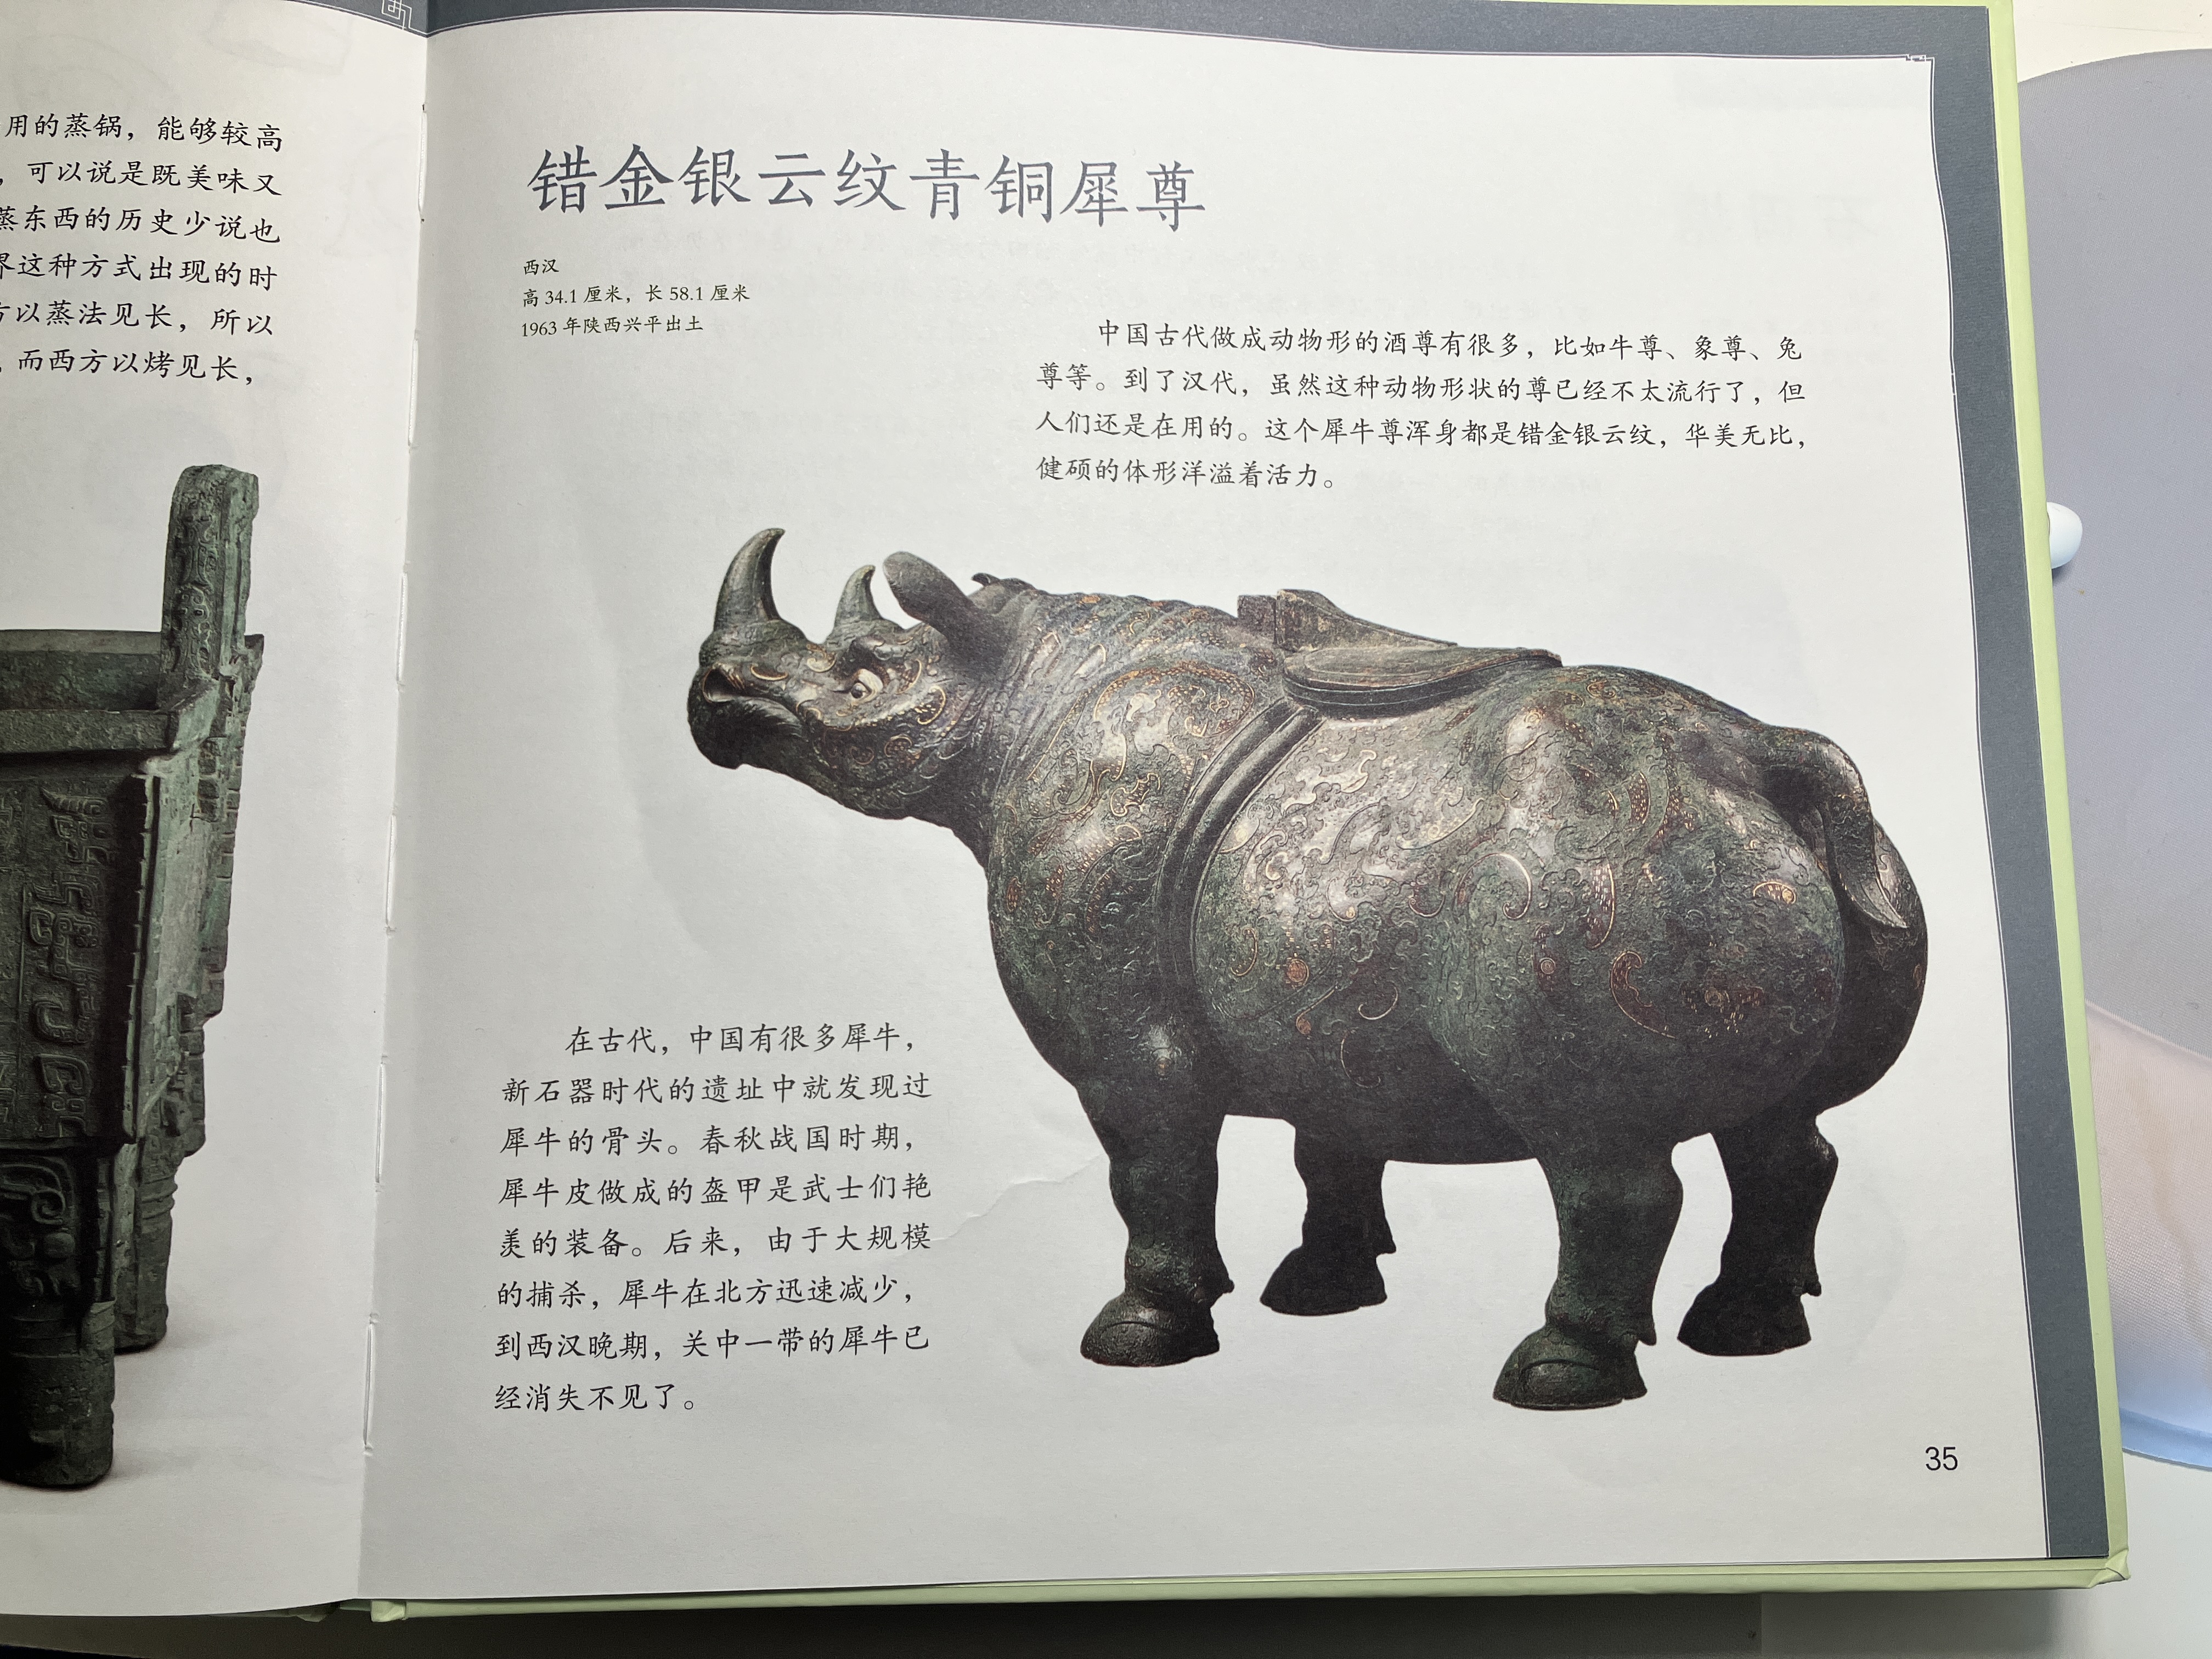 用的蒸锅，能够较高
，可以说是既美味又
蒸东西的历史少说也
界这种方式出现的时
方以蒸法见长，所以
，而西方以烤见长，
错金银云纹青铜犀尊
西汉
高 34.1 厘米，长 58.1 厘米
1963 年陕西兴平出土
中国古代做成动物形的酒尊有很多，比如牛尊、象尊、兔
尊等。到了汉代，虽然这种动物形状的尊已经不太流行了，但
人们还是在用的。这个犀牛尊浑身都是错金银云纹，华美无比，
健硕的体形洋溢着活力。
在古代，中国有很多犀牛，
新石器时代的遗址中就发现过
犀牛的骨头。春秋战国时期，
犀牛皮做成的盔甲是武士们艳
羡的装备。后来，由于大规模
的捕杀，犀牛在北方迅速减少，
到西汉晚期，关中一带的犀牛已
经消失不见了。
35